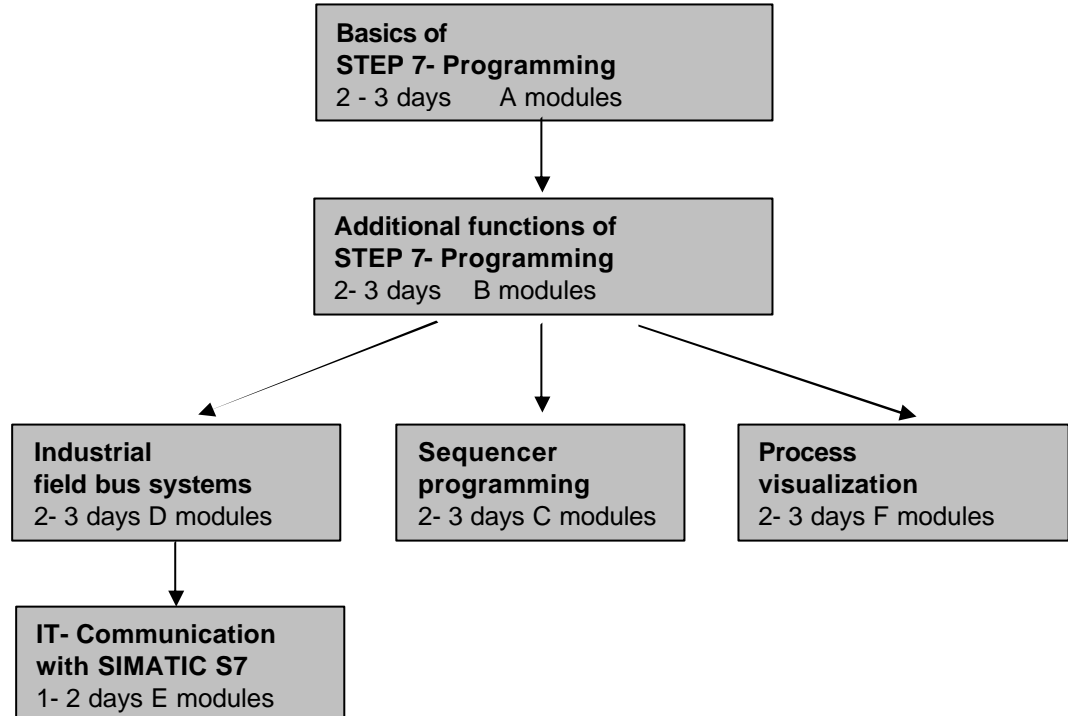 Basics of
STEP 7- Programming
2 - 3 days A modules
Additional functions of
STEP 7- Programming
2- 3 days B modules
Industrial
field bus systems
2- 3 days D modules
Sequencer
programming
2- 3 days C modules
Process
visualization
2- 3 days F modules
IT- Communication
with SIMATIC S7
1- 2 days E modules